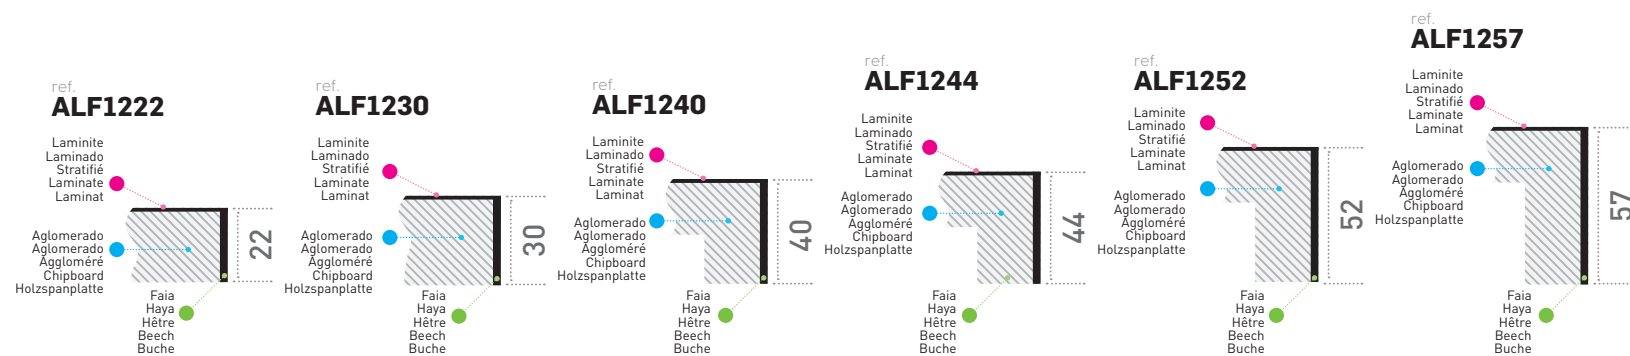 ref.
ALF1222
Laminite
Laminado
Stratifié
Laminate
Laminat
Aglomerado
Aglomerado
Aggloméré
Chipboard
Holzspanplatte
Faia
Haya
Hêtre
Beech
Buche
22
ref.
ALF1230
Laminite
Laminado
Stratifié
Laminate
Laminat
Aglomerado
Aglomerado
Aggloméré
Chipboard
Holzspanplatte
Faia
Haya
Hêtre
Beech
Buche
30
ref.
ALF1240
Laminite
Laminado
Stratifié
Laminate
Laminat
Aglomerado
Aglomerado
Aggloméré
Chipboard
Holzspanplatte
Faia
Haya
Hêtre
Beech
Buche
40
ref.
ALF1244
Laminite
Laminado
Stratifié
Laminate
Laminat
Aglomerado
Aglomerado
Aggloméré
Chipboard
Holzspanplatte
Faia
Haya
Hêtre
Beech
Buche
44
ref.
ALF1252
Laminite
Laminado
Stratifié
Laminate
Laminat
Aglomerado
Aglomerado
Aggloméré
Chipboard
Holzspanplatte
Faia
Haya
Hêtre
Beech
Buche
52
ref.
ALF1257
Laminite
Laminado
Stratifié
Laminate
Laminat
Aglomerado
Aglomerado
Aggloméré
Chipboard
Holzspanplatte
Faia
Haya
Hêtre
Beech
Buche
57